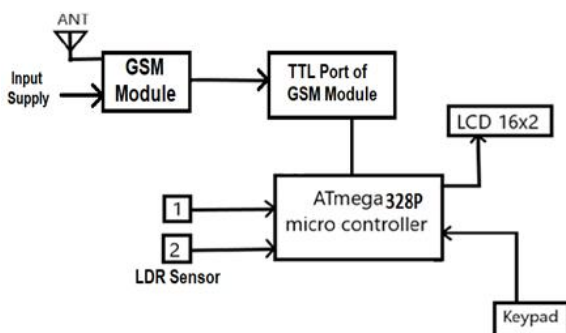 ANT
GSM
Module
Input
Supply
TTL Port of
GSM Module
LCD 16x2
ATmega 328P
micro controller
1
2
LDR Sensor
Keypad